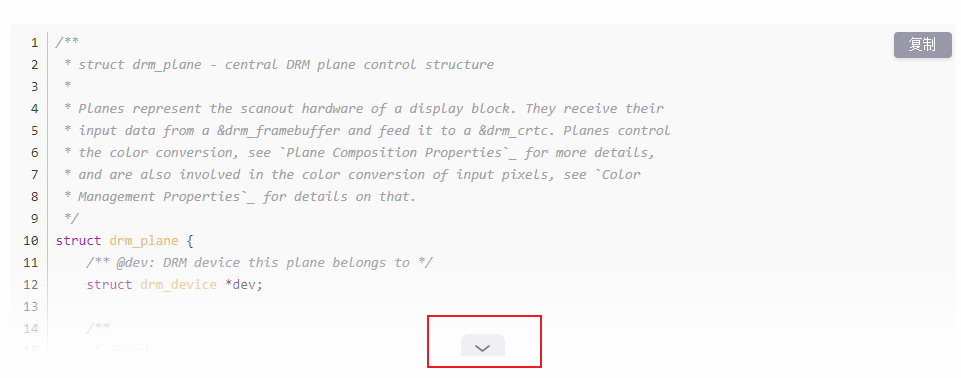 复制
1 /**
2 * struct drm_plane - central DRM plane control structure
3 *
4 * Planes represent the scanout hardware of a display block. They receive their
5 * input data from a &drm_framebuffer and feed it to a &drm_crtc. Planes control
6 * the color conversion, see `Plane Composition Properties`_ for more details,
7 * and are also involved in the color conversion of input pixels, see `Color
8 * Management Properties`_ for details on that.
9 */
10 struct drm_plane {
11 /** @dev: DRM device this plane belongs to */
12 struct drm_device *dev;
13
14 /**
15